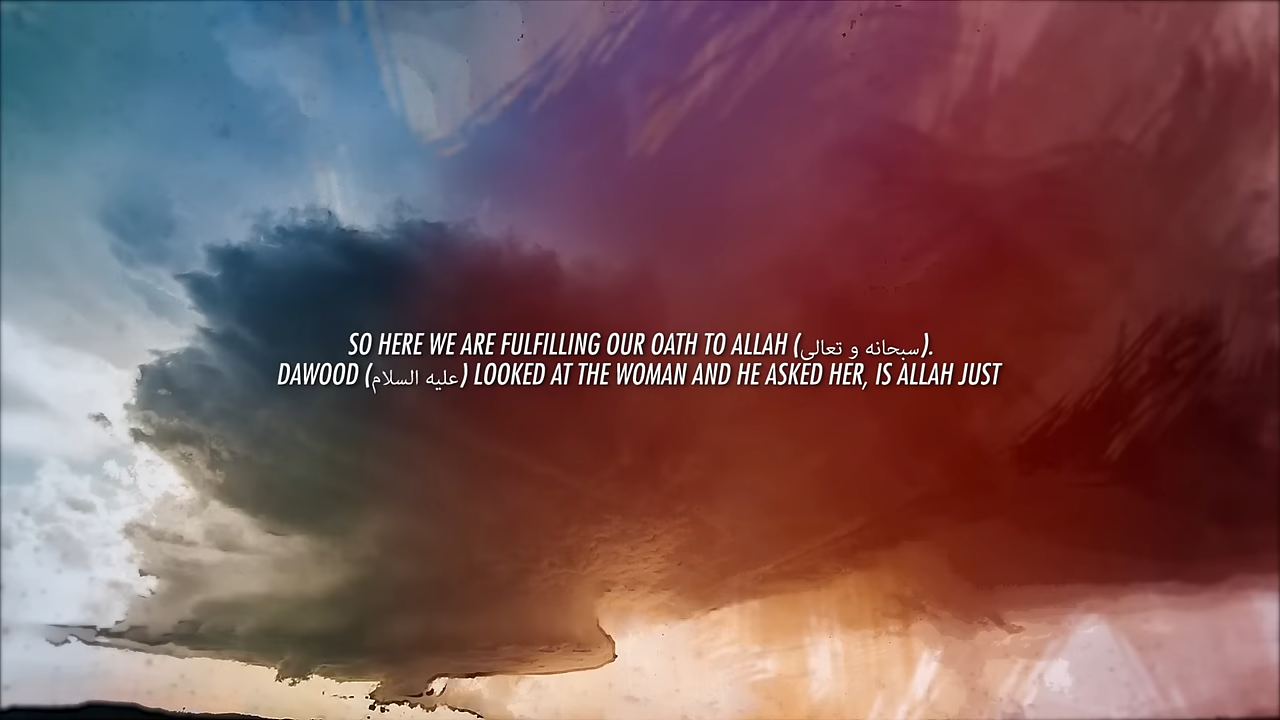 SO HERE WE ARE FULFILLING OUR OATH TO ALLAH (سبحانه و تعالى).
DAWOOD (عليه السلام) LOOKED AT THE WOMAN AND HE ASKED HER, IS ALLAH JUST